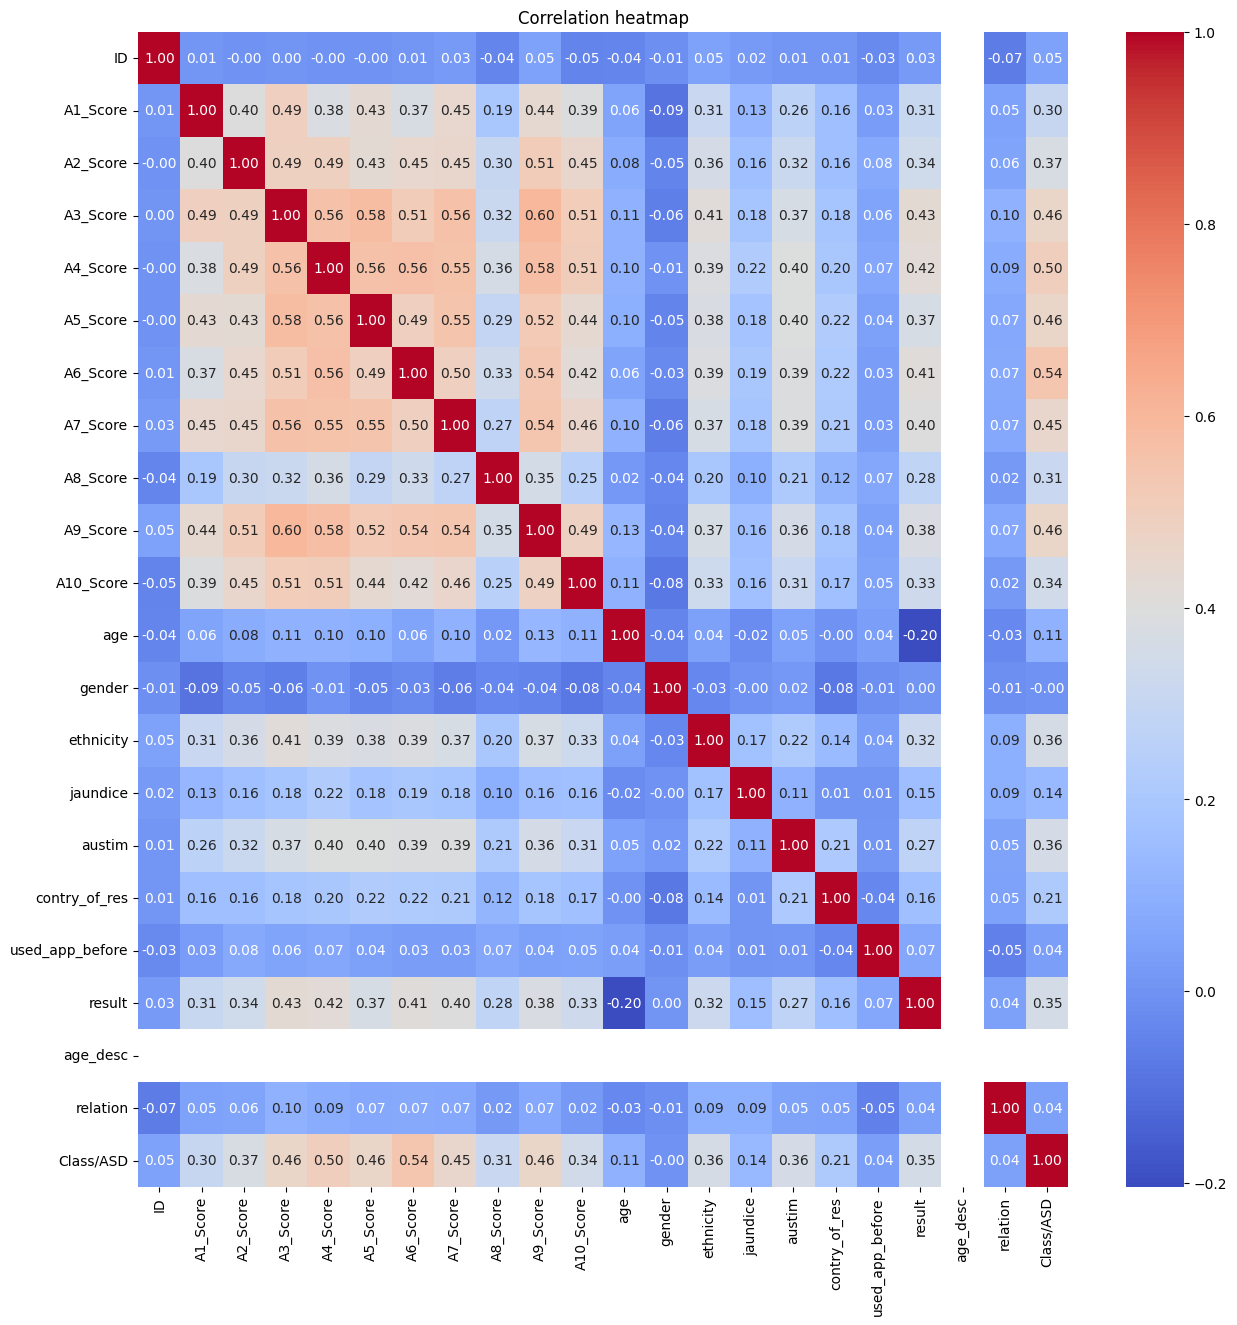 Correlation heatmap
ID 1.00 0.01 -0.00 0.00 -0.00 -0.00 0.01 0.03 -0.04 0.05 -0.05 -0.04 -0.01 0.05 0.02 0.01 0.01 -0.03 0.03 -0.07 0.05
A1_Score 0.01 1.00 0.40 0.49 0.38 0.43 0.37 0.45 0.19 0.44 0.39 0.06 -0.09 0.31 0.13 0.26 0.16 0.03 0.31 0.05 0.30
A2_Score -0.00 0.40 1.00 0.49 0.49 0.43 0.45 0.45 0.30 0.51 0.45 0.08 -0.05 0.36 0.16 0.32 0.16 0.08 0.34 0.06 0.37
A3_Score 0.00 0.49 0.49 1.00 0.56 0.58 0.51 0.56 0.32 0.60 0.51 0.11 -0.06 0.41 0.18 0.37 0.18 0.06 0.43 0.10 0.46
A4_Score -0.00 0.38 0.49 0.56 1.00 0.56 0.56 0.55 0.36 0.58 0.51 0.10 -0.01 0.39 0.22 0.40 0.20 0.07 0.42 0.09 0.50
A5_Score -0.00 0.43 0.43 0.58 0.56 1.00 0.49 0.55 0.29 0.52 0.44 0.10 -0.05 0.38 0.18 0.40 0.22 0.04 0.37 0.07 0.46
A6_Score 0.01 0.37 0.45 0.51 0.56 0.49 1.00 0.50 0.33 0.54 0.42 0.06 -0.03 0.39 0.19 0.39 0.22 0.03 0.41 0.07 0.54
A7_Score 0.03 0.45 0.45 0.56 0.55 0.55 0.50 1.00 0.27 0.54 0.46 0.10 -0.06 0.37 0.18 0.39 0.21 0.03 0.40 0.07 0.45
A8_Score -0.04 0.19 0.30 0.32 0.36 0.29 0.33 0.27 1.00 0.35 0.25 0.02 -0.04 0.20 0.10 0.21 0.12 0.07 0.28 0.02 0.31
A9_Score 0.05 0.44 0.51 0.60 0.58 0.52 0.54 0.54 0.35 1.00 0.49 0.13 -0.04 0.37 0.16 0.36 0.18 0.04 0.38 0.07 0.46
A10_Score -0.05 0.39 0.45 0.51 0.51 0.44 0.42 0.46 0.25 0.49 1.00 0.11 -0.08 0.33 0.16 0.31 0.17 0.05 0.33 0.02 0.34
age -0.04 0.06 0.08 0.11 0.10 0.10 0.06 0.10 0.02 0.13 0.11 1.00 -0.04 0.04 -0.02 0.05 -0.00 0.04 -0.20 -0.03 0.11
gender -0.01 -0.09 -0.05 -0.06 -0.01 -0.05 -0.03 -0.06 -0.04 -0.04 -0.08 -0.04 1.00 -0.03 -0.00 0.02 -0.08 -0.01 0.00 -0.01 -0.00
ethnicity 0.05 0.31 0.36 0.41 0.39 0.38 0.39 0.37 0.20 0.37 0.33 0.04 -0.03 1.00 0.17 0.22 0.14 0.04 0.32 0.09 0.36
jaundice 0.02 0.13 0.16 0.18 0.22 0.18 0.19 0.18 0.10 0.16 0.16 -0.02 -0.00 0.17 1.00 0.11 0.01 0.01 0.15 0.09 0.14
austim 0.01 0.26 0.32 0.37 0.40 0.40 0.39 0.39 0.21 0.36 0.31 0.05 0.02 0.22 0.11 1.00 0.21 0.01 0.27 0.05 0.36
contry_of_res 0.01 0.16 0.16 0.18 0.20 0.22 0.22 0.21 0.12 0.18 0.17 -0.00 -0.08 0.14 0.01 0.21 1.00 -0.04 0.16 0.05 0.21
used_app_before -0.03 0.03 0.08 0.06 0.07 0.04 0.03 0.03 0.07 0.04 0.05 0.04 -0.01 0.04 0.01 0.01 -0.04 1.00 0.07 -0.05 0.04
result 0.03 0.31 0.34 0.43 0.42 0.37 0.41 0.40 0.28 0.38 0.33 -0.20 0.00 0.32 0.15 0.27 0.16 0.07 1.00 0.04 0.35
age_desc
relation -0.07 0.05 0.06 0.10 0.09 0.07 0.07 0.07 0.02 0.07 0.02 -0.03 -0.01 0.09 0.09 0.05 0.05 -0.05 0.04 1.00 0.04
Class/ASD 0.05 0.30 0.37 0.46 0.50 0.46 0.54 0.45 0.31 0.46 0.34 0.11 -0.00 0.36 0.14 0.36 0.21 0.04 0.35 0.04 1.00
ID
A1_Score
A2_Score
A3_Score
A4_Score
A5_Score
A6_Score
A7_Score
A8_Score
A9_Score
A10_Score
age
gender
ethnicity
jaundice
austim
contry_of_res
used_app_before
result
age_desc
relation
Class/ASD
1.0
0.8
0.6
0.4
0.2
0.0
−0.2